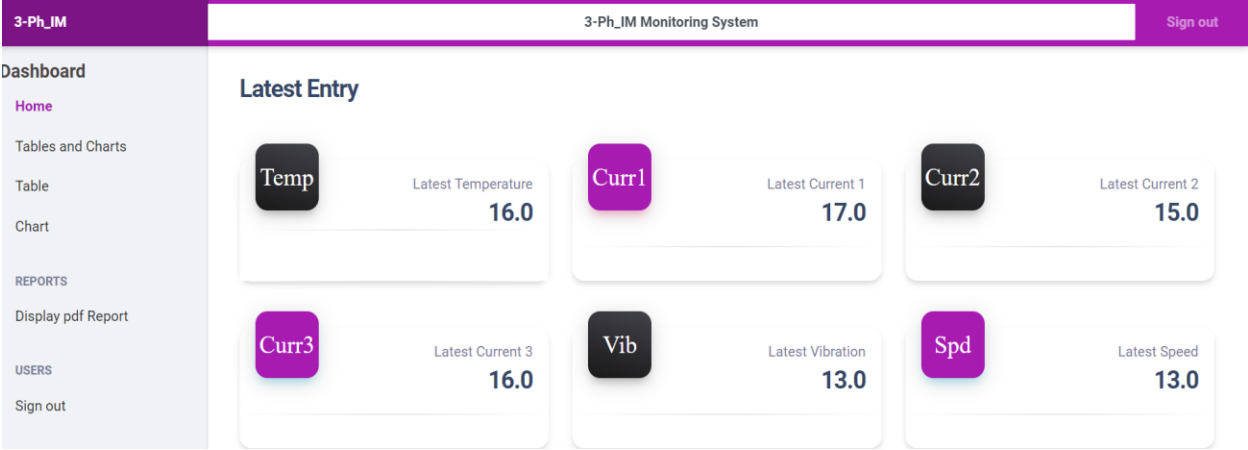 3-Ph_IM
3-Ph_IM Monitoring System
Sign out
Dashboard
Home
Tables and Charts
Table
Chart
REPORTS
Display pdf Report
USERS
Sign out
Latest Entry
Temp
Latest Temperature
16.0
Curr1
Latest Current 1
17.0
Curr2
Latest Current 2
15.0
Curr3
Latest Current 3
16.0
Vib
Latest Vibration
13.0
Spd
Latest Speed
13.0